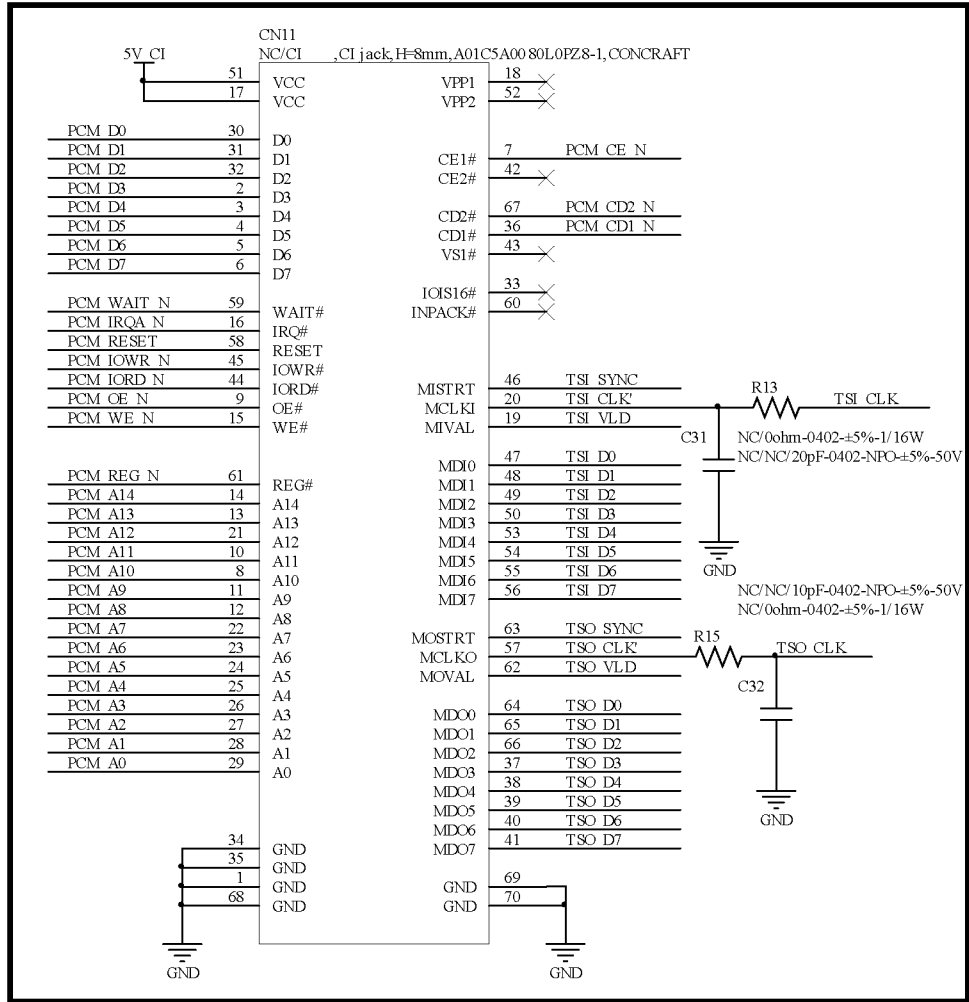 CN11
NC/CI ,CI jack,H=8mm,A01C5A0080L0PZ8-1,CONCRAFT
5V_CI
51 VCC
17 VCC
PCM_D0 30 D0
PCM_D1 31 D1
PCM_D2 32 D2
PCM_D3 2 D3
PCM_D4 3 D4
PCM_D5 4 D5
PCM_D6 5 D6
PCM_D7 6 D7
PCM_WAIT_N 59 WAIT#
PCM_IRQA_N 16 IRQ#
PCM_RESET 58 RESET
PCM_IOWR_N 45 IOWR#
PCM_IORD_N 44 IORD#
PCM_OE_N 9 OE#
PCM_WE_N 15 WE#
PCM_REG_N 61 REG#
PCM_A14 14 A14
PCM_A13 13 A13
PCM_A12 21 A12
PCM_A11 10 A11
PCM_A10 8 A10
PCM_A9 11 A9
PCM_A8 12 A8
PCM_A7 22 A7
PCM_A6 23 A6
PCM_A5 24 A5
PCM_A4 25 A4
PCM_A3 26 A3
PCM_A2 27 A2
PCM_A1 28 A1
PCM_A0 29 A0
34 GND
35 GND
1 GND
68 GND
GND
VPP1 18
VPP2 52
CE1# 7 PCM_CE_N
CE2# 42
CD2# 67 PCM_CD2_N
CD1# 36 PCM_CD1_N
VS1# 43
IOIS16# 33
INPACK# 60
MISTRT 46 TSI_SYNC
MCLKI 20 TSI_CLK'
MIVAL 19 TSI_VLD
MDI0 47 TSI_D0
MDI1 48 TSI_D1
MDI2 49 TSI_D2
MDI3 50 TSI_D3
MDI4 53 TSI_D4
MDI5 54 TSI_D5
MDI6 55 TSI_D6
MDI7 56 TSI_D7
MOSTRT 63 TSO_SYNC
MCLKO 57 TSO_CLK'
MOVAL 62 TSO_VLD
MDO0 64 TSO_D0
MDO1 65 TSO_D1
MDO2 66 TSO_D2
MDO3 37 TSO_D3
MDO4 38 TSO_D4
MDO5 39 TSO_D5
MDO6 40 TSO_D6
MDO7 41 TSO_D7
GND 69
GND 70
GND
R13
TSI_CLK
C31
NC/0ohm-0402-±5%-1/16W
NC/NC/20pF-0402-NPO-±5%-50V
GND
NC/NC/10pF-0402-NPO-±5%-50V
NC/0ohm-0402-±5%-1/16W
R15
TSO_CLK
C32
GND